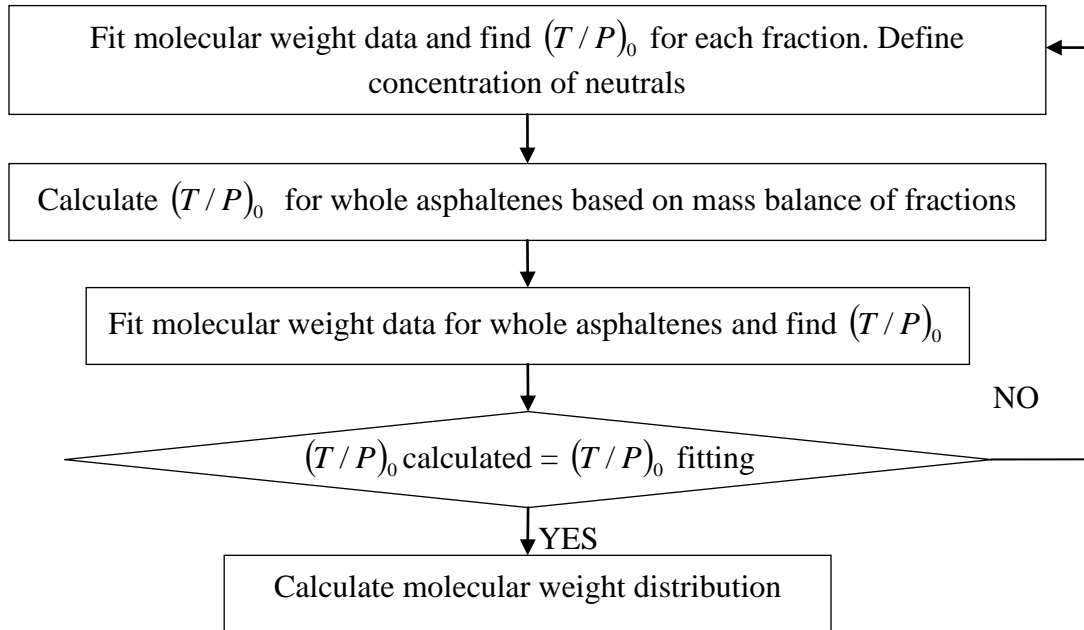 Fit molecular weight data and find (T / P)₀ for each fraction. Define
concentration of neutrals
Calculate (T / P)₀ for whole asphaltenes based on mass balance of fractions
Fit molecular weight data for whole asphaltenes and find (T / P)₀
NO
(T / P)₀ calculated = (T / P)₀ fitting
YES
Calculate molecular weight distribution